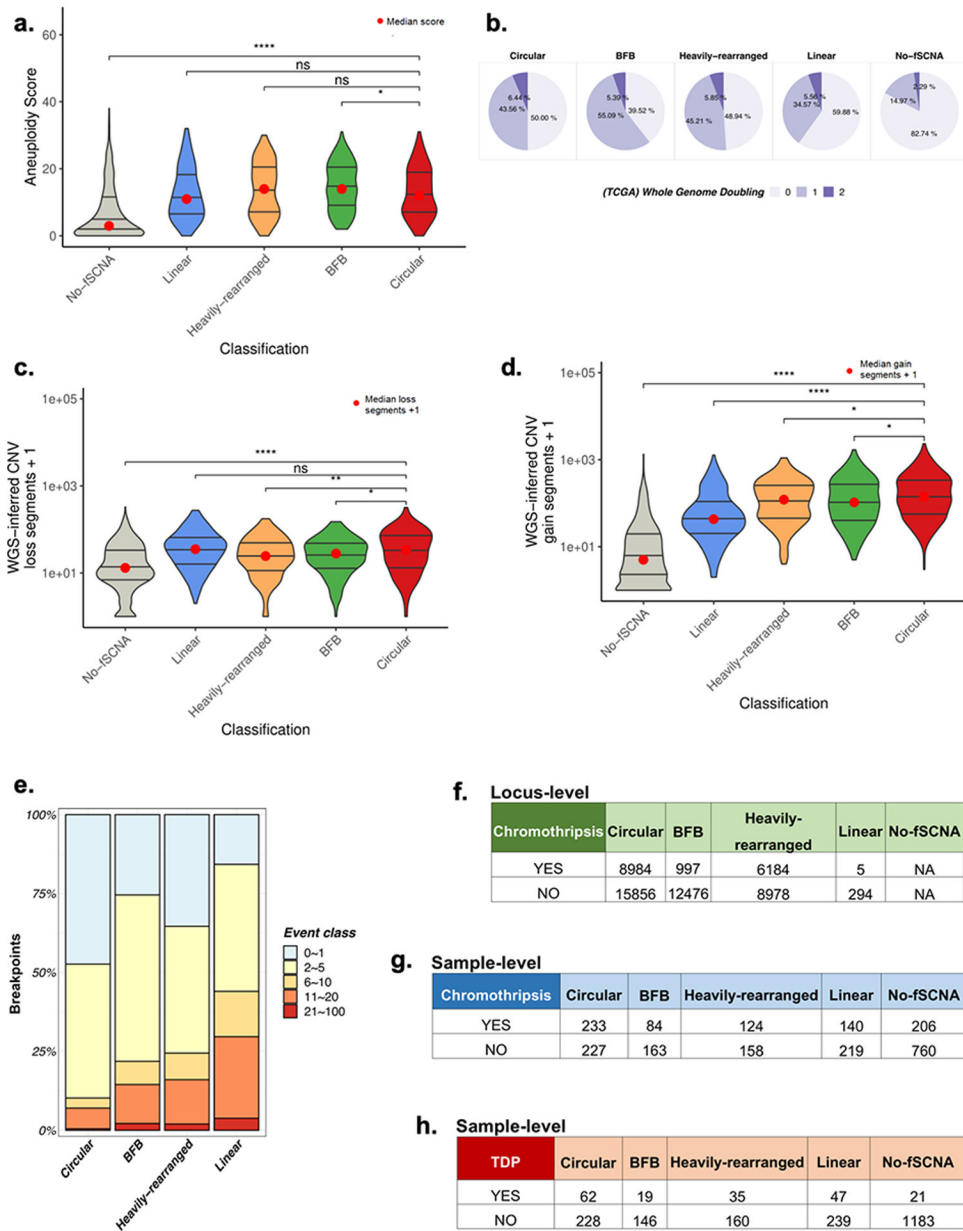 a.
Median score
60
40
20
0
Aneuploidy Score
****
ns
ns
*
No-fSCNA
Linear
Heavily-rearranged
BFB
Circular
Classification
b.
Circular
BFB
Heavily-rearranged
Linear
No-fSCNA
6.44 %
43.56 %
50.00 %
5.39 %
55.09 %
39.52 %
5.85 %
45.21 %
48.94 %
5.56 %
34.57 %
59.88 %
2.29 %
14.97 %
82.74 %
(TCGA) Whole Genome Doubling 0 1 2
c.
Median loss
segments +1
1e+05
1e+03
1e+01
WGS-inferred CNV
loss segments + 1
****
ns
**
*
No-fSCNA
Linear
Heavily-rearranged
BFB
Circular
Classification
d.
Median gain
segments + 1
1e+05
1e+03
1e+01
WGS-inferred CNV
gain segments + 1
****
****
*
*
No-fSCNA
Linear
Heavily-rearranged
BFB
Circular
Classification
e.
100%
75%
50%
25%
0%
Breakpoints
Circular
BFB
Heavily-rearranged
Linear
Event class
0~1
2~5
6~10
11~20
21~100
f. Locus-level
Chromothripsis Circular BFB Heavily-rearranged Linear No-fSCNA
YES 8984 997 6184 5 NA
NO 15856 12476 8978 294 NA
g. Sample-level
Chromothripsis Circular BFB Heavily-rearranged Linear No-fSCNA
YES 233 84 124 140 206
NO 227 163 158 219 760
h. Sample-level
TDP Circular BFB Heavily-rearranged Linear No-fSCNA
YES 62 19 35 47 21
NO 228 146 160 239 1183